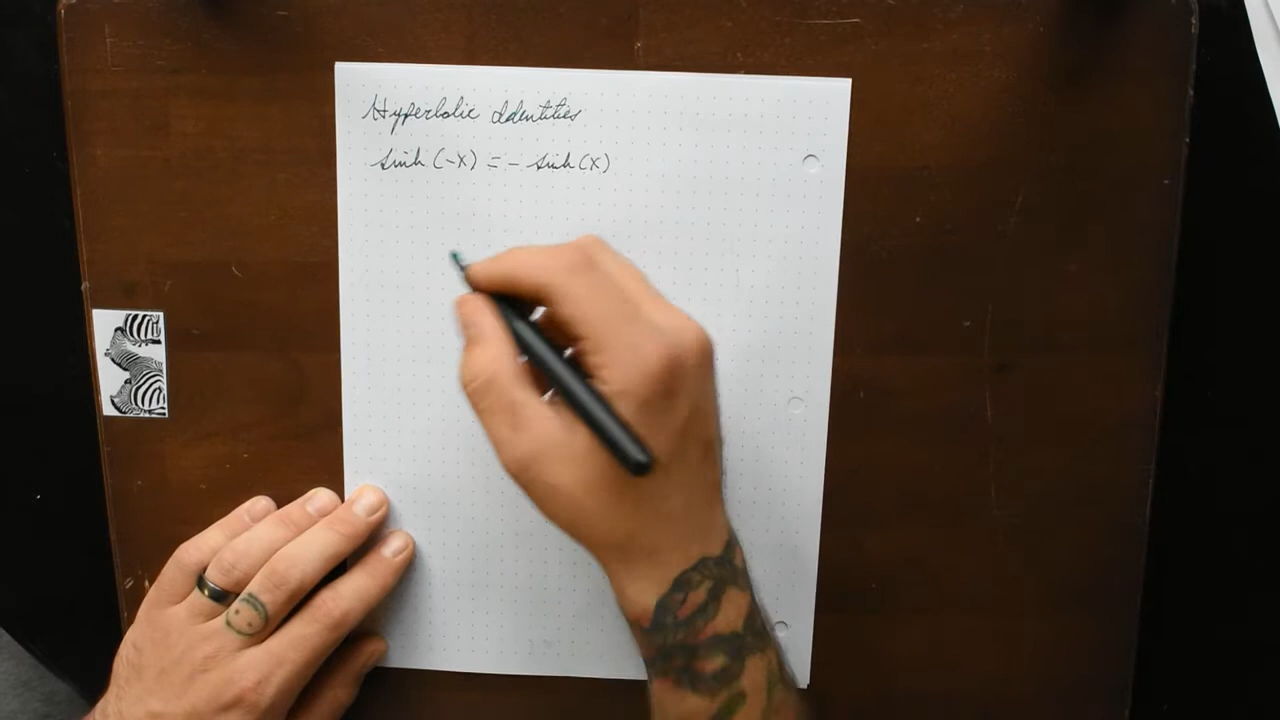 Hyperbolic Identities
sinh (-x) = - sinh (x)